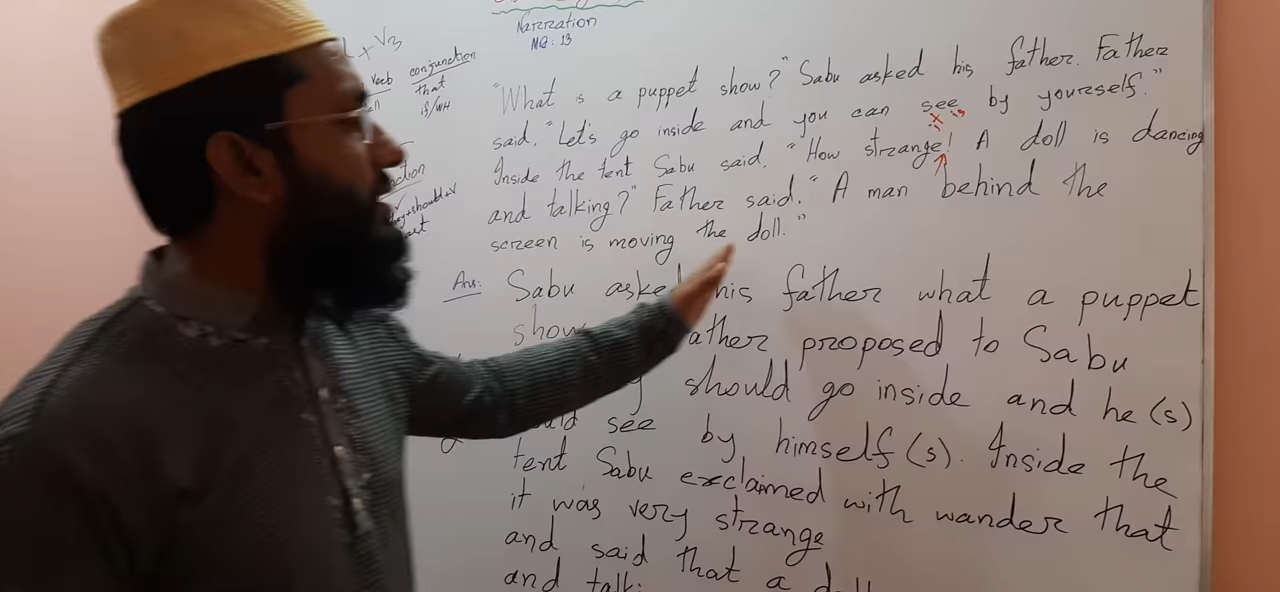 Narration
MQ: 13
+ V3
verb conjunction
that
if/WH
"What is a puppet show?" Sabu asked his father. Father
said, "Let's go inside and you can see by yourself."
Inside the tent Sabu said, "How strange! A doll is dancing
and talking?" Father said, "A man behind the
screen is moving the doll."
Ans: Sabu asked his father what a puppet
show father proposed to Sabu
should go inside and he (s)
see by himself (s). Inside the
tent Sabu exclaimed with wander that
it was very strange
and said that a doll
and talk